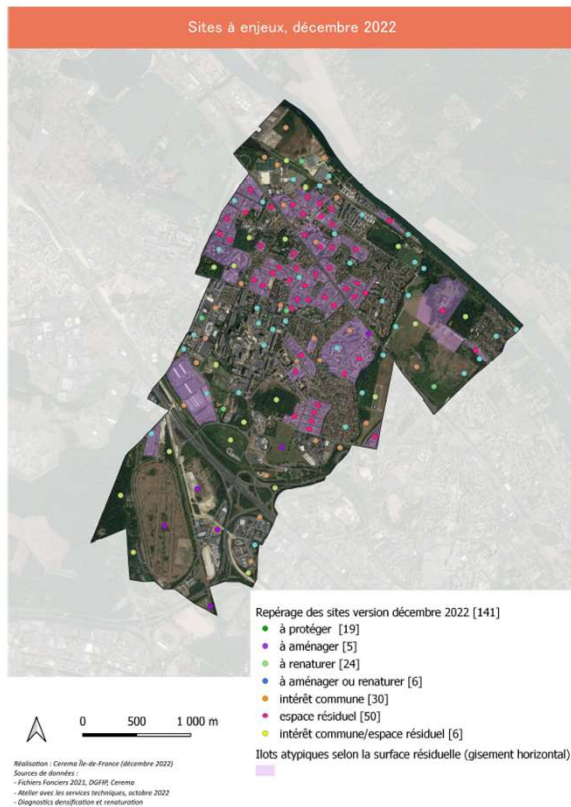 Sites à enjeux, décembre 2022
Repérage des sites version décembre 2022 [141]
à protéger [19]
à aménager [5]
à renaturer [24]
à aménager ou renaturer [6]
intérêt commune [30]
espace résiduel [50]
intérêt commune/espace résiduel [6]
Ilots atypiques selon la surface résiduelle (gisement horizontal)
0 500 1 000 m
Réalisation : Cerema Île-de-France (décembre 2022)
Sources de données :
- Fichiers Fonciers 2021, DGFIP, Cerema
- Atelier avec les services techniques, octobre 2022
- Diagnostics densification et renaturation